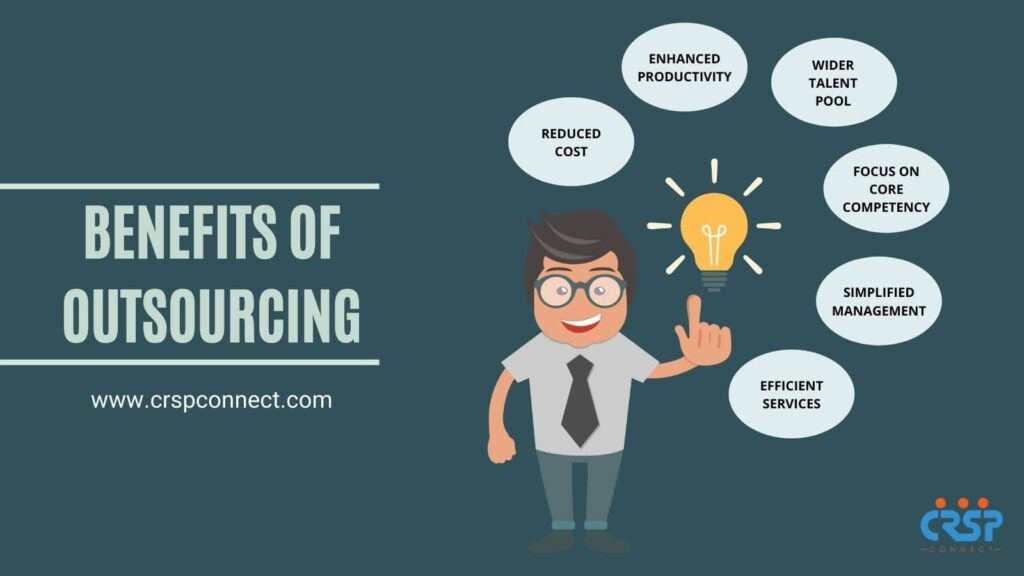 BENEFITS OF
OUTSOURCING
www.crspconnect.com
REDUCED
COST
ENHANCED
PRODUCTIVITY
WIDER
TALENT
POOL
FOCUS ON
CORE
COMPETENCY
SIMPLIFIED
MANAGEMENT
EFFICIENT
SERVICES
CRSP
CONNECT